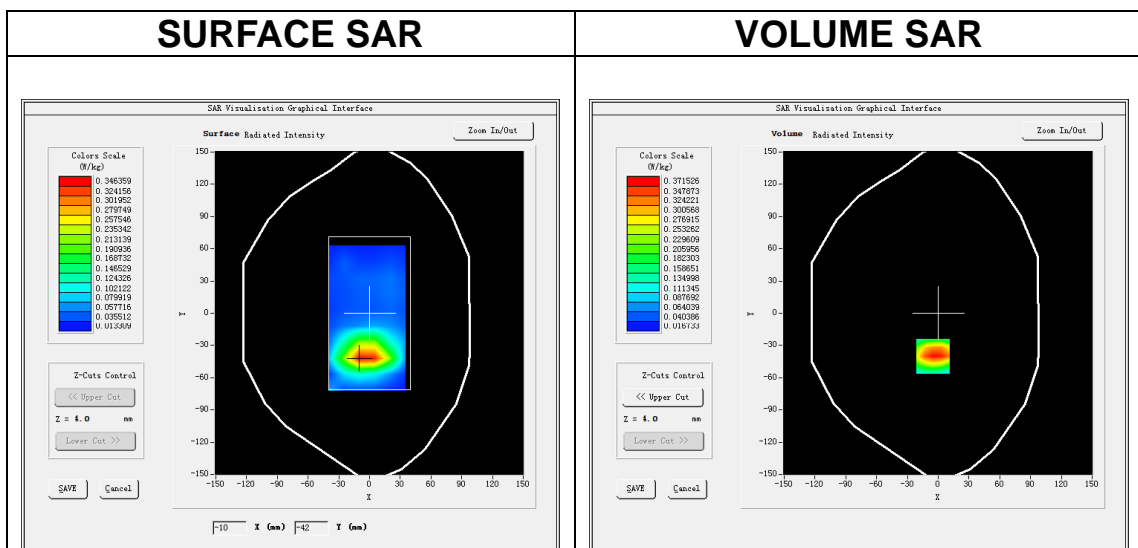 SURFACE SAR
VOLUME SAR
SAR Visualisation Graphical Interface
Surface Radiated Intensity
Zoom In/Out
Colors Scale
(W/kg)
0.346359
0.324156
0.301952
0.279749
0.257546
0.235342
0.213139
0.190936
0.168732
0.146529
0.124326
0.102122
0.079919
0.057716
0.035512
0.013309
150
120
90
60
30
0
-30
-60
-90
-120
-150
Y
-150 -120 -90 -60 -30 0 30 60 90 120 150
X
Z-Cuts Control
<< Upper Cut
Z = 4.0 mm
Lower Cut >>
SAVE Cancel
-10 X (mm) -42 Y (mm)
SAR Visualisation Graphical Interface
Volume Radiated Intensity
Zoom In/Out
Colors Scale
(W/kg)
0.371526
0.347873
0.324221
0.300568
0.276915
0.253262
0.229609
0.205956
0.182303
0.158651
0.134998
0.111345
0.087692
0.064039
0.040386
0.016733
150
120
90
60
30
0
-30
-60
-90
-120
-150
Y
-150 -120 -90 -60 -30 0 30 60 90 120 150
X
Z-Cuts Control
<< Upper Cut
Z = 4.0 mm
Lower Cut >>
SAVE Cancel